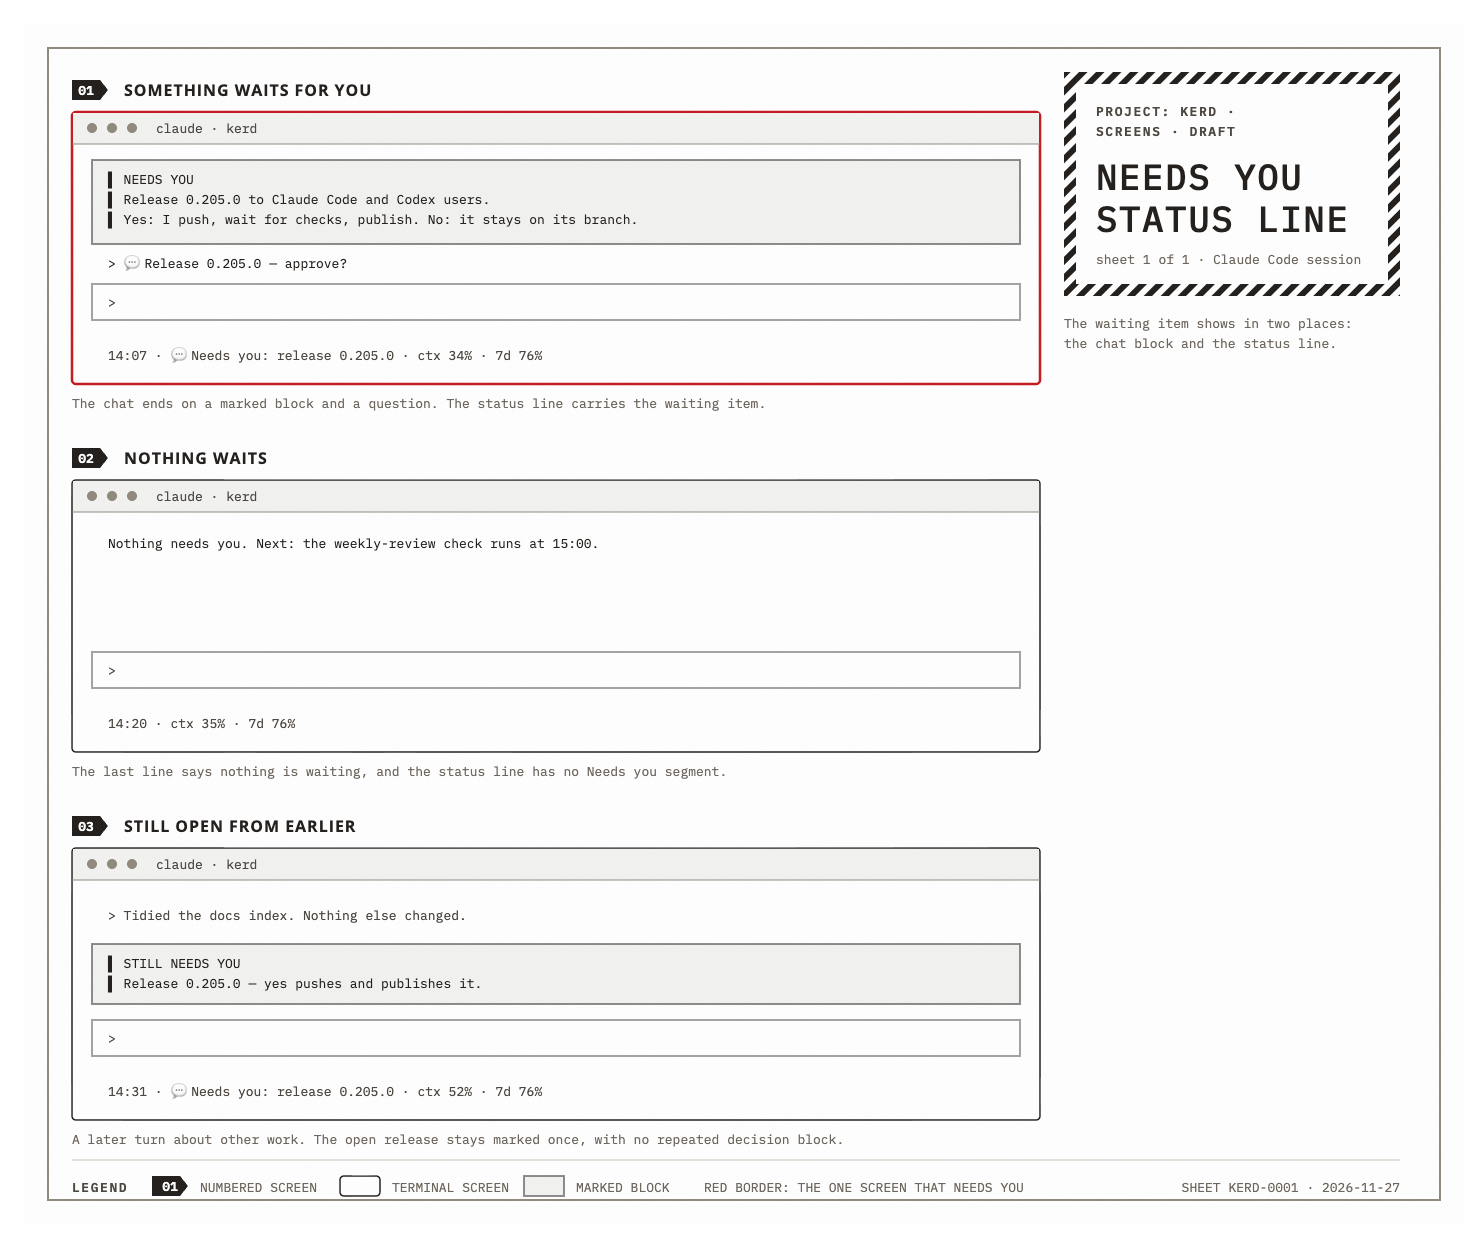 01 SOMETHING WAITS FOR YOU
claude · kerd
NEEDS YOU
Release 0.205.0 to Claude Code and Codex users.
Yes: I push, wait for checks, publish. No: it stays on its branch.
> 💬 Release 0.205.0 — approve?
>
14:07 · 💬 Needs you: release 0.205.0 · ctx 34% · 7d 76%
The chat ends on a marked block and a question. The status line carries the waiting item.
PROJECT: KERD ·
SCREENS · DRAFT
NEEDS YOU
STATUS LINE
sheet 1 of 1 · Claude Code session
The waiting item shows in two places:
the chat block and the status line.
02 NOTHING WAITS
claude · kerd
Nothing needs you. Next: the weekly-review check runs at 15:00.
>
14:20 · ctx 35% · 7d 76%
The last line says nothing is waiting, and the status line has no Needs you segment.
03 STILL OPEN FROM EARLIER
claude · kerd
> Tidied the docs index. Nothing else changed.
STILL NEEDS YOU
Release 0.205.0 — yes pushes and publishes it.
>
14:31 · 💬 Needs you: release 0.205.0 · ctx 52% · 7d 76%
A later turn about other work. The open release stays marked once, with no repeated decision block.
LEGEND 01 NUMBERED SCREEN TERMINAL SCREEN MARKED BLOCK RED BORDER: THE ONE SCREEN THAT NEEDS YOU SHEET KERD-0001 · 2026-11-27